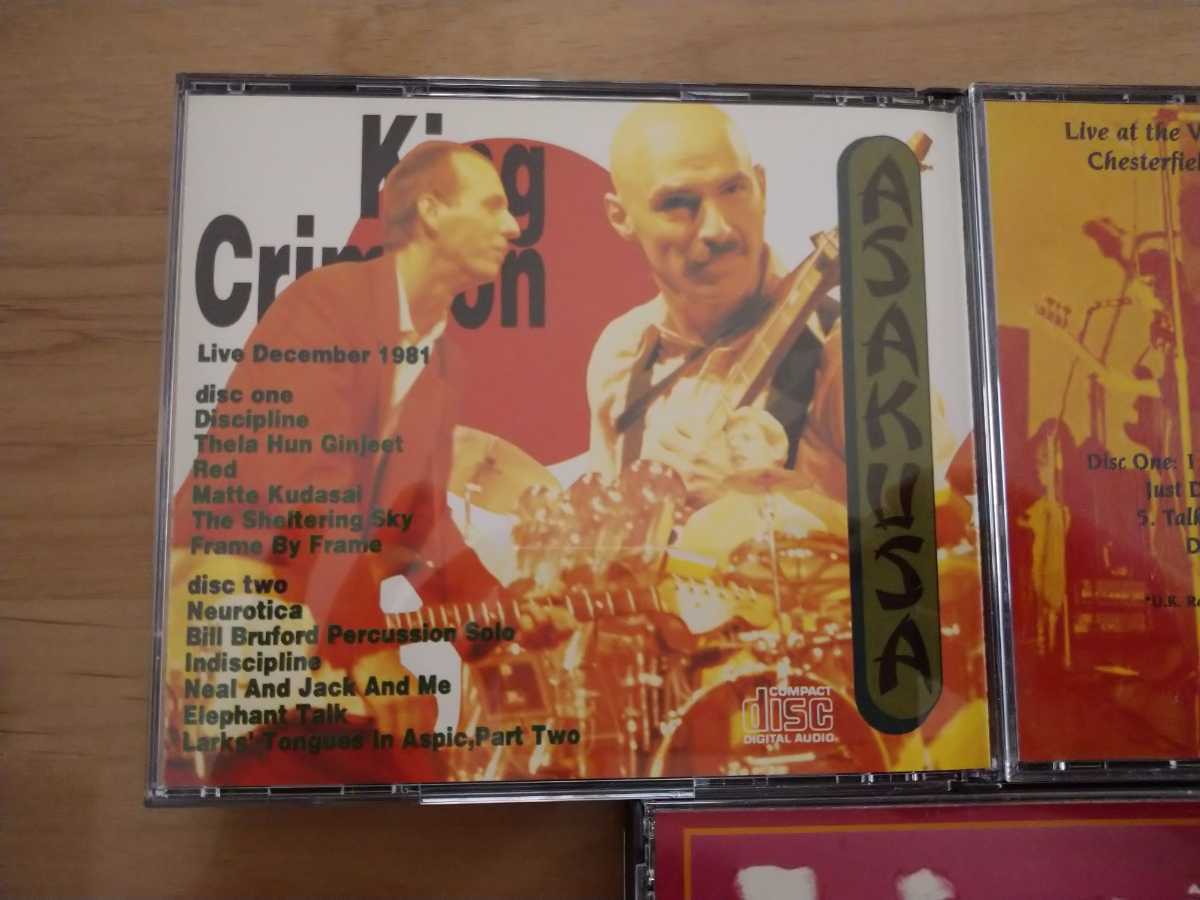 King
Crimson
Live December 1981
disc one
Discipline
Thela Hun Ginjeet
Red
Matte Kudasai
The Sheltering Sky
Frame By Frame
disc two
Neurotica
Bill Bruford Percussion Solo
Indiscipline
Neal And Jack And Me
Elephant Talk
Larks' Tongues In Aspic,Part Two
ASAKUSA
COMPACT
disc
DIGITAL AUDIO
Live at the
Disc One: 1
Just
5.
*U.K.